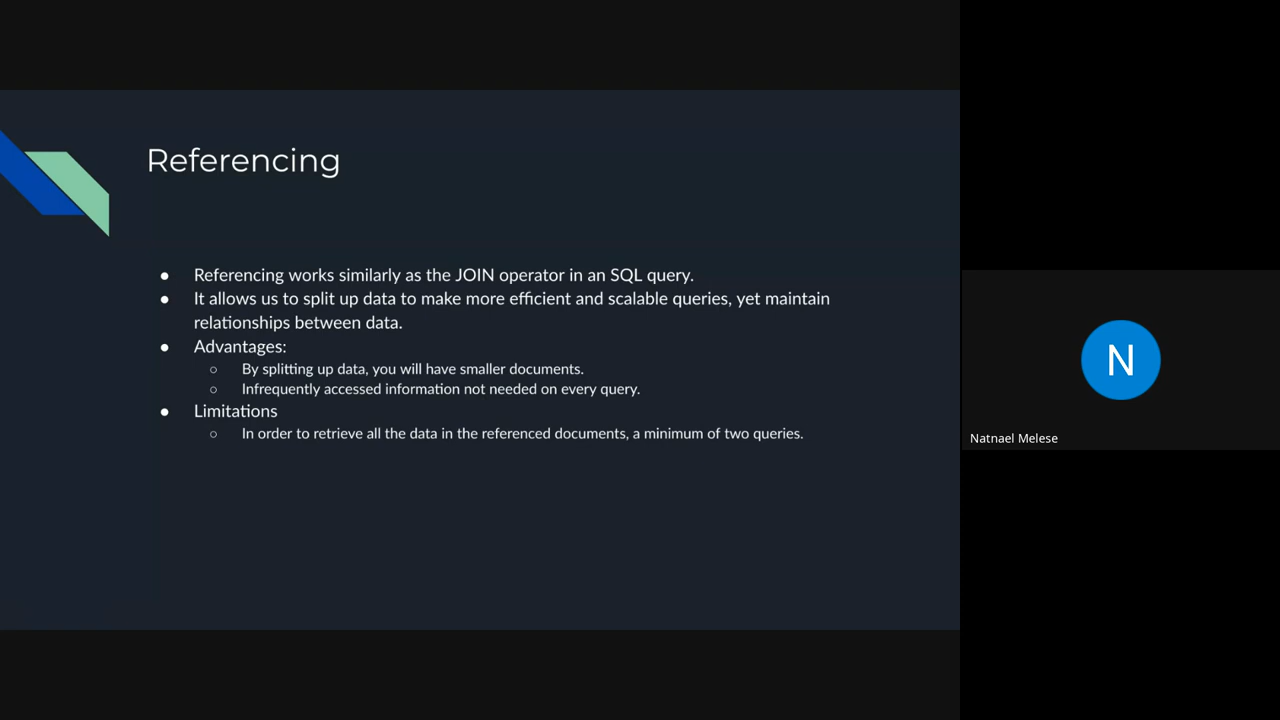 Referencing
● Referencing works similarly as the JOIN operator in an SQL query.
● It allows us to split up data to make more efficient and scalable queries, yet maintain
relationships between data.
● Advantages:
○ By splitting up data, you will have smaller documents.
○ Infrequently accessed information not needed on every query.
● Limitations
○ In order to retrieve all the data in the referenced documents, a minimum of two queries.
N
Natnael Melese